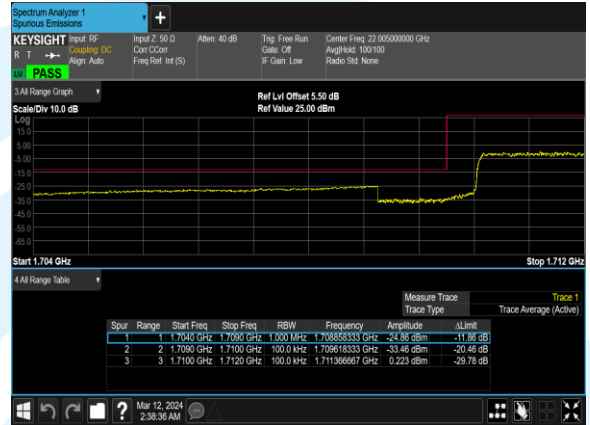 Spectrum Analyzer 1
Spurious Emissions
+
KEYSIGHT Input: RF Input Z: 50 Ω Atten: 40 dB Trig: Free Run Center Freq: 22.005000000 GHz
R T Coupling: DC Corr CCorr Gate: Off Avg|Hold: 100/100
Align: Auto Freq Ref: Int (S) IF Gain: Low Radio Std: None
PASS
3 All Range Graph
Ref Lvl Offset 5.50 dB
Scale/Div 10.0 dB Ref Value 25.00 dBm
Log
15.0
5.00
-5.00
-15.0
-25.0
-35.0
-45.0
-55.0
-65.0
Start 1.704 GHz Stop 1.712 GHz
4 All Range Table
Measure Trace Trace 1
Trace Type Trace Average (Active)
Spur Range Start Freq Stop Freq RBW Frequency Amplitude ΔLimit
1 1 1.7040 GHz 1.7090 GHz 1.000 MHz 1.708858333 GHz -24.86 dBm -11.86 dB
2 2 1.7090 GHz 1.7100 GHz 100.0 kHz 1.709618333 GHz -33.46 dBm -20.46 dB
3 3 1.7100 GHz 1.7120 GHz 100.0 kHz 1.711366667 GHz 0.223 dBm -29.78 dB
? Mar 12, 2024
2:38:36 AM